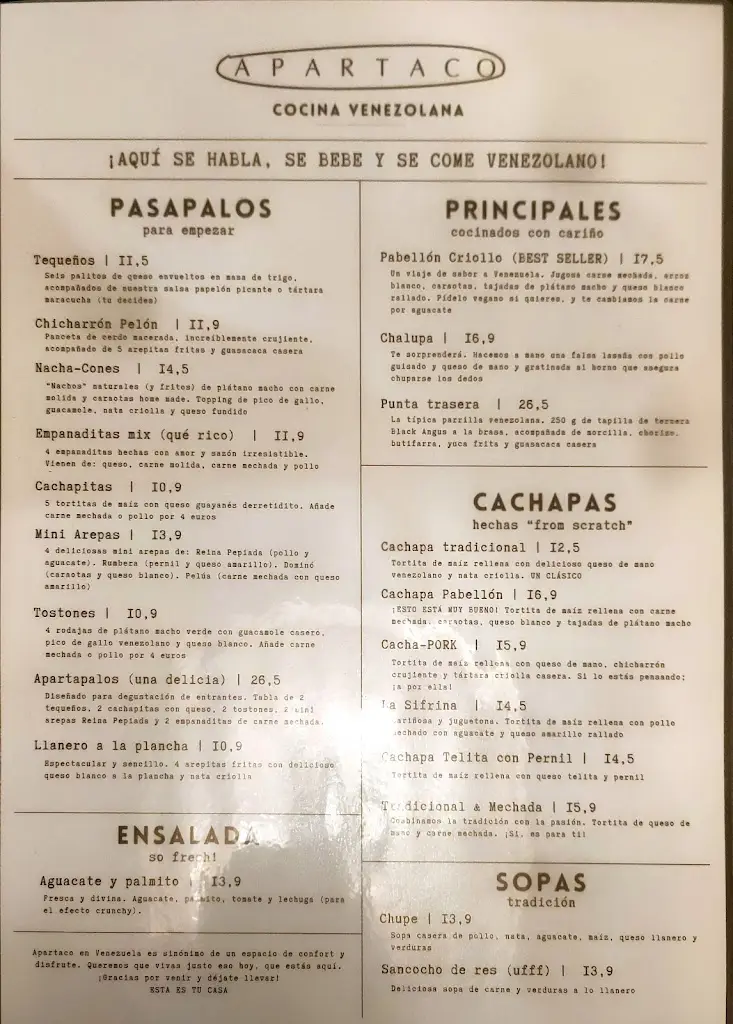 APARTACO
COCINA VENEZOLANA
¡AQUÍ SE HABLA, SE BEBE Y SE COME VENEZOLANO!
PASAPALOS
para empezar
Tequeños | 11,5
Seis palitos de queso envueltos en masa de trigo,
acompañados de nuestra salsa papelón picante o tártara
maracucha (tu decides)
Chicharrón Pelón | 11,9
Panceta de cerdo macerada, increíblemente crujiente,
acompañado de 5 arepitas fritas y guasacaca casera
Nacha-Cones | 14,5
"Nachos" naturales (y fritos) de plátano macho con carne
molida y caraotas home made. Topping de pico de gallo,
guacamole, nata criolla y queso fundido
Empanaditas mix (qué rico) | 11,9
4 empanaditas hechas con amor y sazón irresistible.
Vienen de: queso, carne molida, carne mechada y pollo
Cachapitas | 10,9
5 tortitas de maíz con queso guayanés derretidito. Añade
carne mechada o pollo por 4 euros
Mini Arepas | 13,9
4 deliciosas mini arepas de: Reina Pepiada (pollo y
aguacate). Rumbera (pernil y queso amarillo). Dominó
(caraotas y queso blanco). Pelúa (carne mechada con queso
amarillo)
Tostones | 10,9
4 rodajas de plátano macho verde con guacamole casero,
pico de gallo venezolano y queso blanco. Añade carne
mechada o pollo por 4 euros
Apartapalos (una delicia) | 26,5
Diseñado para degustación de entrantes. Tabla de 2
tequeños, 2 cachapitas con queso, 2 tostones, 2 mini
arepas Reina Pepiada y 2 empanaditas de carne mechada.
Llanero a la plancha | 10,9
Espectacular y sencillo. 4 arepitas fritas con delicioso
queso blanco a la plancha y nata criolla
ENSALADA
so fresh!
Aguacate y palmito | 13,9
Fresca y divina. Aguacate, palmito, tomate y lechuga (para
el efecto crunchy).
Apartaco en Venezuela es sinónimo de un espacio de confort y
disfrute. Queremos que vivas justo eso hoy, que estás aquí.
¡Gracias por venir y déjate llevar!
ESTA ES TU CASA
PRINCIPALES
cocinados con cariño
Pabellón Criollo (BEST SELLER) | 17,5
Un viaje de sabor a Venezuela. Jugosa carne mechada, arroz
blanco, caraotas, tajadas de plátano macho y queso blanco
rallado. Pídelo vegano si quieres, y te cambiamos la carne
por aguacate
Chalupa | 16,9
Te sorprenderá. Hacemos a mano una falsa lasaña con pollo
guisado y queso de mano y gratinada al horno que asegura
chuparse los dedos
Punta trasera | 26,5
La típica parrilla venezolana. 250 g de tapilla de ternera
Black Angus a la brasa, acompañada de morcilla, chorizo,
butifarra, yuca frita y guasacaca casera
CACHAPAS
hechas "from scratch"
Cachapa tradicional | 12,5
Tortita de maíz rellena con delicioso queso de mano
venezolano y nata criolla. UN CLÁSICO
Cachapa Pabellón | 16,9
¡ESTO ESTÁ MUY BUENO! Tortita de maíz rellena con carne
mechada, caraotas, queso blanco y tajadas de plátano macho
Cacha-PORK | 15,9
Tortita de maíz rellena con queso de mano, chicharrón
crujiente y tártara criolla casera. Si lo estás pensando:
¡a por ella!
La Sifrina | 14,5
Cariñosa y juguetona. Tortita de maíz rellena con pollo
mechado con aguacate y queso amarillo rallado
Cachapa Telita con Pernil | 14,5
Tortita de maíz rellena con queso telita y pernil
Tradicional & Mechada | 15,9
Combinamos la tradición con la pasión. Tortita de queso de
mano y carne mechada. ¡Sí, es para ti!
SOPAS
tradición
Chupe | 13,9
Sopa casera de pollo, nata, aguacate, maíz, queso llanero y
verduras
Sancocho de res (ufff) | 13,9
Deliciosa sopa de carne y verduras a lo llanero